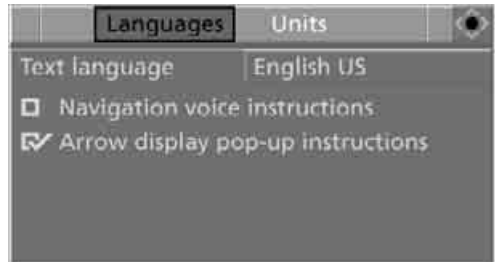 Languages Units
Text language English US
Navigation voice instructions
Arrow display pop-up instructions